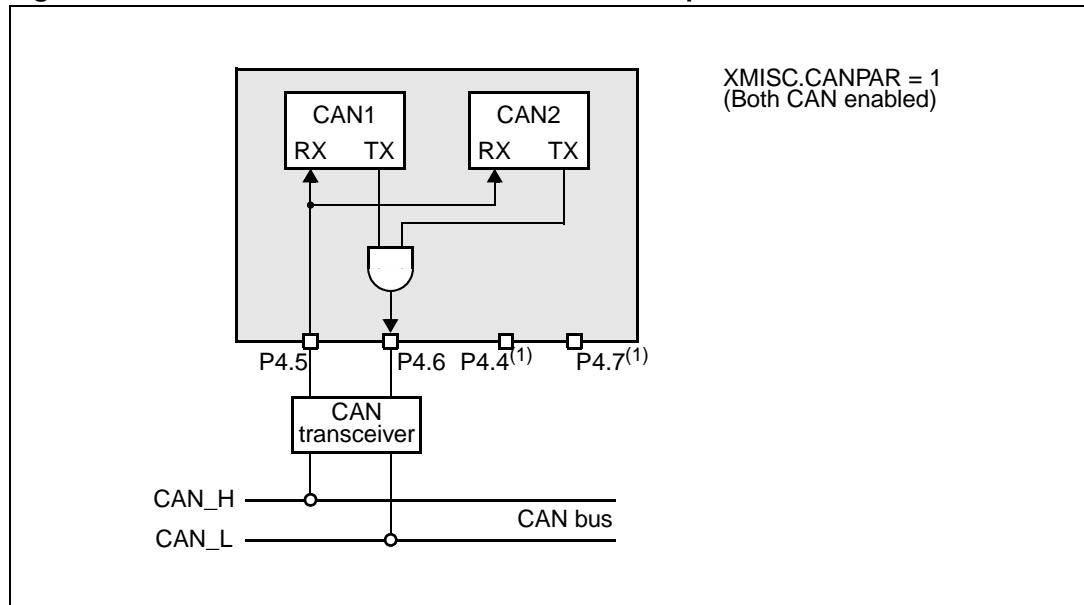 XMISC.CANPAR = 1
(Both CAN enabled)
CAN1 CAN2
RX TX RX TX
P4.5 P4.6 P4.4(1) P4.7(1)
CAN
transceiver
CAN_H
CAN bus
CAN_L